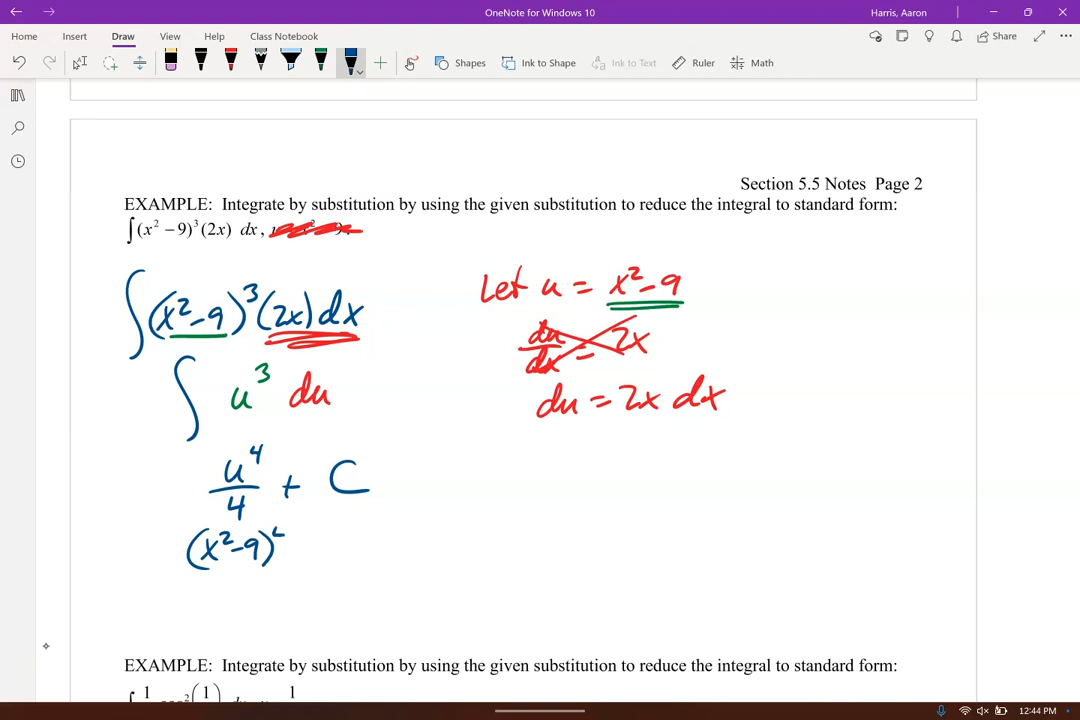 OneNote for Windows 10
Harris, Aaron
Home Insert Draw View Help Class Notebook
Share
Shapes Ink to Shape Ink to Text Ruler Math
Section 5.5 Notes Page 2
EXAMPLE: Integrate by substitution by using the given substitution to reduce the integral to standard form:
∫(x² − 9)³ (2x) dx,
∫(x²-9)³(2x)dx
Let u = x²-9
du/dx = 2x
∫ u³ du
du = 2x dx
u⁴/4 + C
(x²-9)
EXAMPLE: Integrate by substitution by using the given substitution to reduce the integral to standard form:
12:44 PM